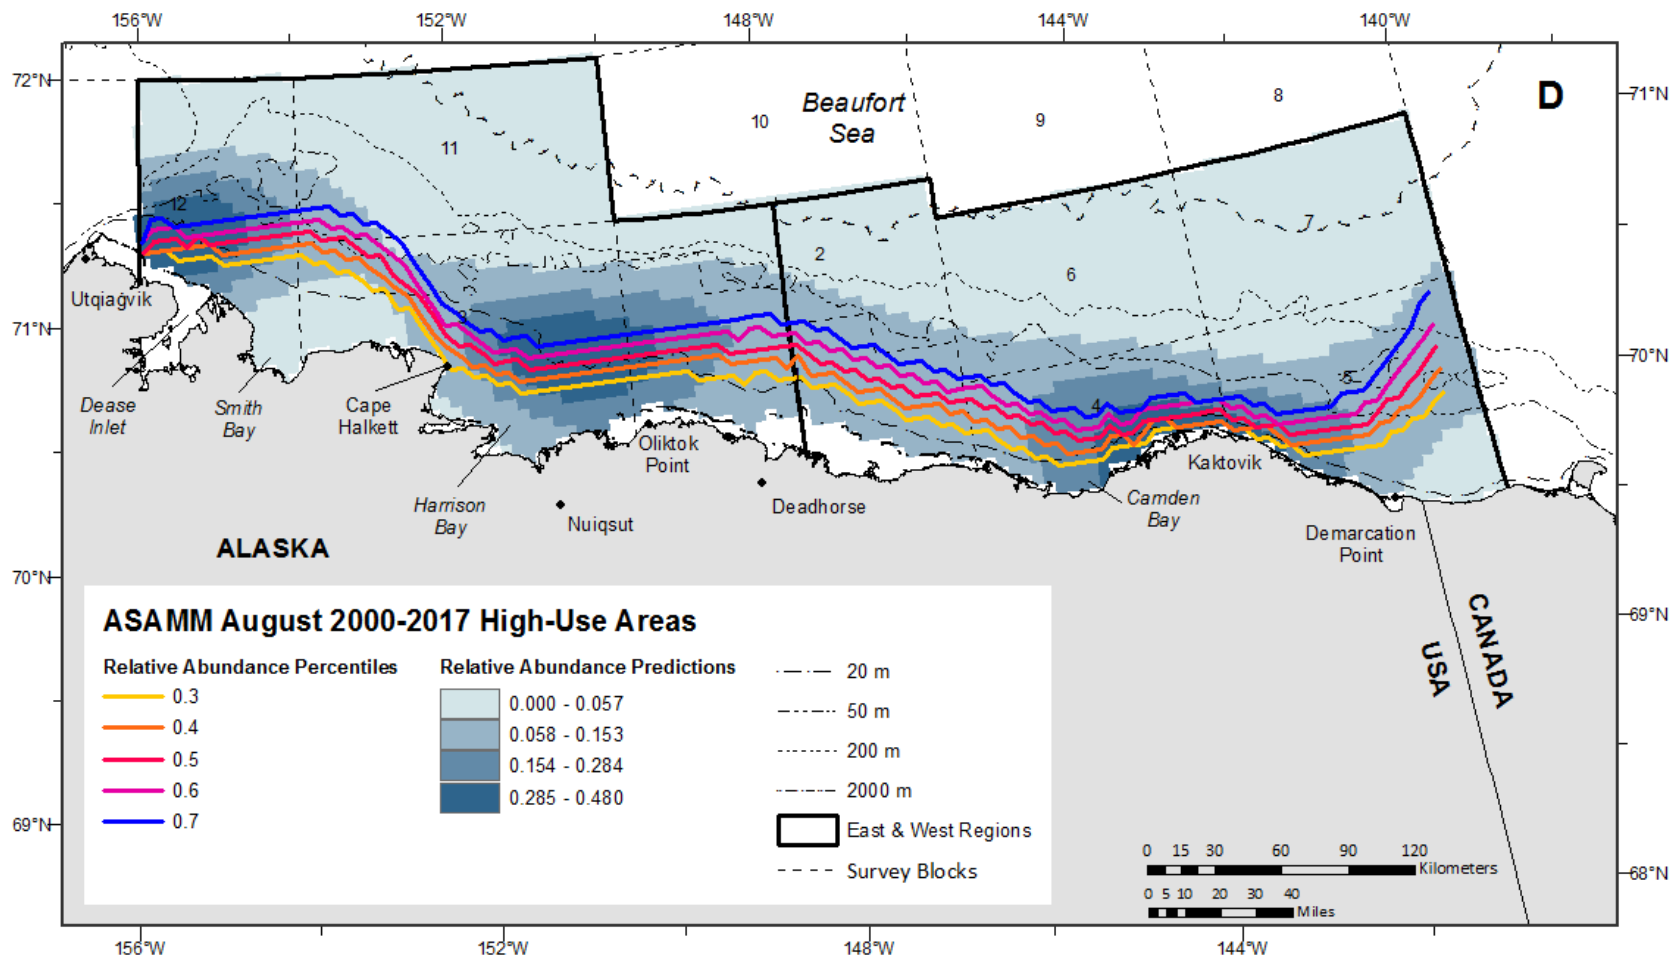 156°W 152°W 148°W 144°W 140°W
72°N
71°N
71°N
70°N
70°N
69°N
69°N
68°N
D
Beaufort
Sea
10
9
8
11
12
2
6
7
3
4
5
1
Utqiaġvik
Dease
Inlet
Smith
Bay
Cape
Halkett
Harrison
Bay
Oliktok
Point
Nuiqsut
Deadhorse
Kaktovik
Camden
Bay
Demarcation
Point
ALASKA
CANADA
USA
ASAMM August 2000-2017 High-Use Areas
Relative Abundance Percentiles
0.3
0.4
0.5
0.6
0.7
Relative Abundance Predictions
0.000 - 0.057
0.058 - 0.153
0.154 - 0.284
0.285 - 0.480
20 m
50 m
200 m
2000 m
East & West Regions
Survey Blocks
0 15 30 60 90 120
Kilometers
0 5 10 20 30 40
Miles
156°W 152°W 148°W 144°W